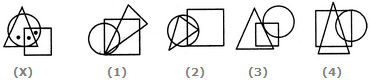 (X) (1) (2) (3) (4)